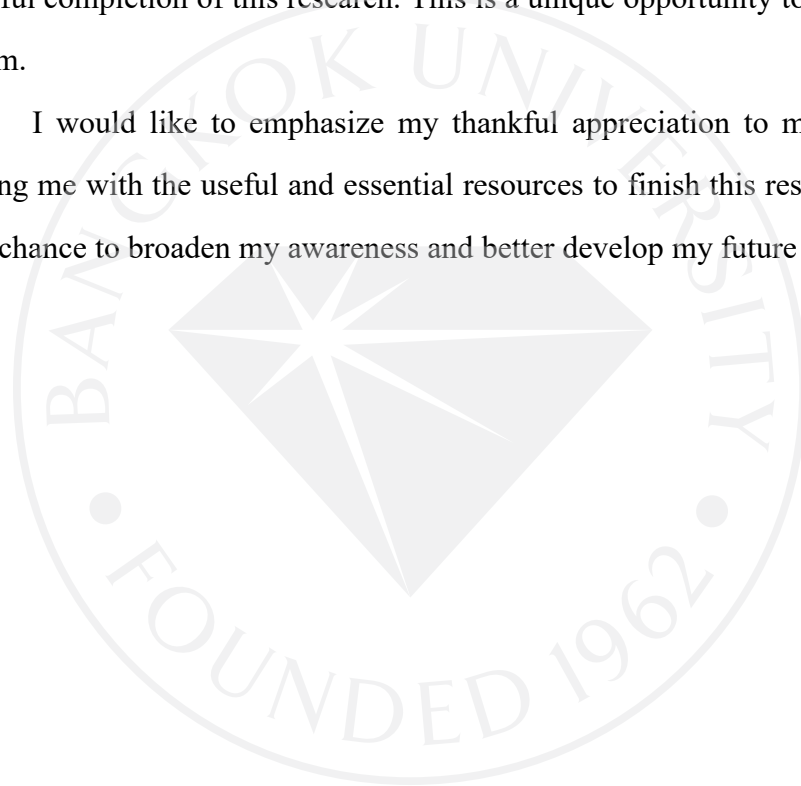 ful completion of this research. This is a unique opportunity to
m.
I would like to emphasize my thankful appreciation to m
ng me with the useful and essential resources to finish this res
chance to broaden my awareness and better develop my future
BANGKOK UNIVERSITY
FOUNDED 1962